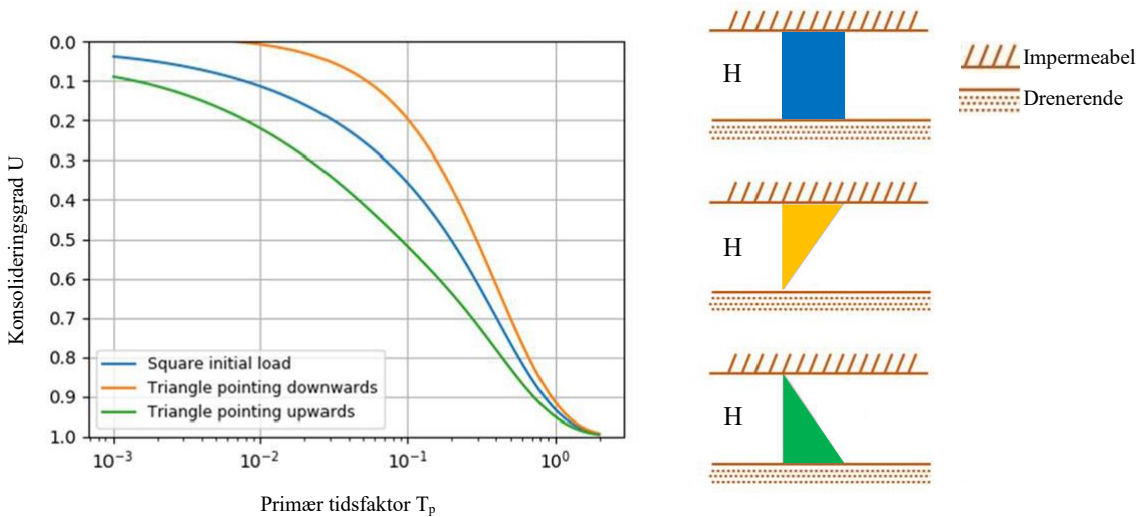 Konsolideringsgrad U
0.0
0.1
0.2
0.3
0.4
0.5
0.6
0.7
0.8
0.9
1.0
Square initial load
Triangle pointing downwards
Triangle pointing upwards
10⁻³
10⁻²
10⁻¹
10⁰
Primær tidsfaktor Tₚ
H
H
H
Impermeabel
Drenerende